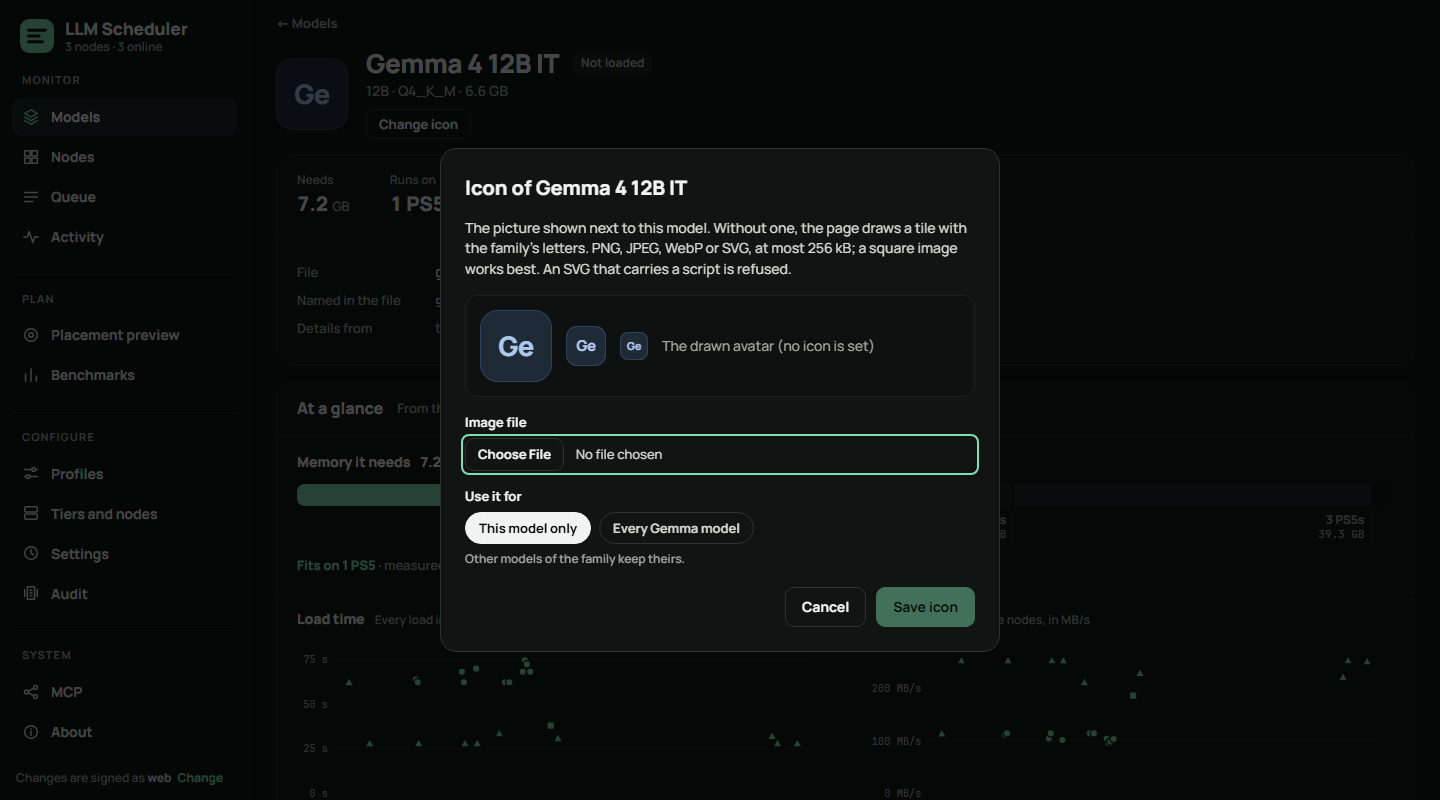 LLM Scheduler
3 nodes · 3 online
MONITOR
Models
Nodes
Queue
Activity
PLAN
Placement preview
Benchmarks
CONFIGURE
Profiles
Tiers and nodes
Settings
Audit
SYSTEM
MCP
About
Changes are signed as web Change
← Models
Ge
Gemma 4 12B IT Not loaded
12B · Q4_K_M · 6.6 GB
Change icon
Needs Runs on
7.2 GB 1 PS5
File
Named in the file
Details from
At a glance
Memory it needs
3 PS5s
39.3 GB
Fits on 1 PS5
Load time
nodes, in MB/s
75 s
50 s
25 s
0 s
200 MB/s
100 MB/s
0 MB/s
Icon of Gemma 4 12B IT
The picture shown next to this model. Without one, the page draws a tile with
the family's letters. PNG, JPEG, WebP or SVG, at most 256 kB; a square image
works best. An SVG that carries a script is refused.
Ge Ge Ge The drawn avatar (no icon is set)
Image file
Choose File No file chosen
Use it for
This model only Every Gemma model
Other models of the family keep theirs.
Cancel Save icon